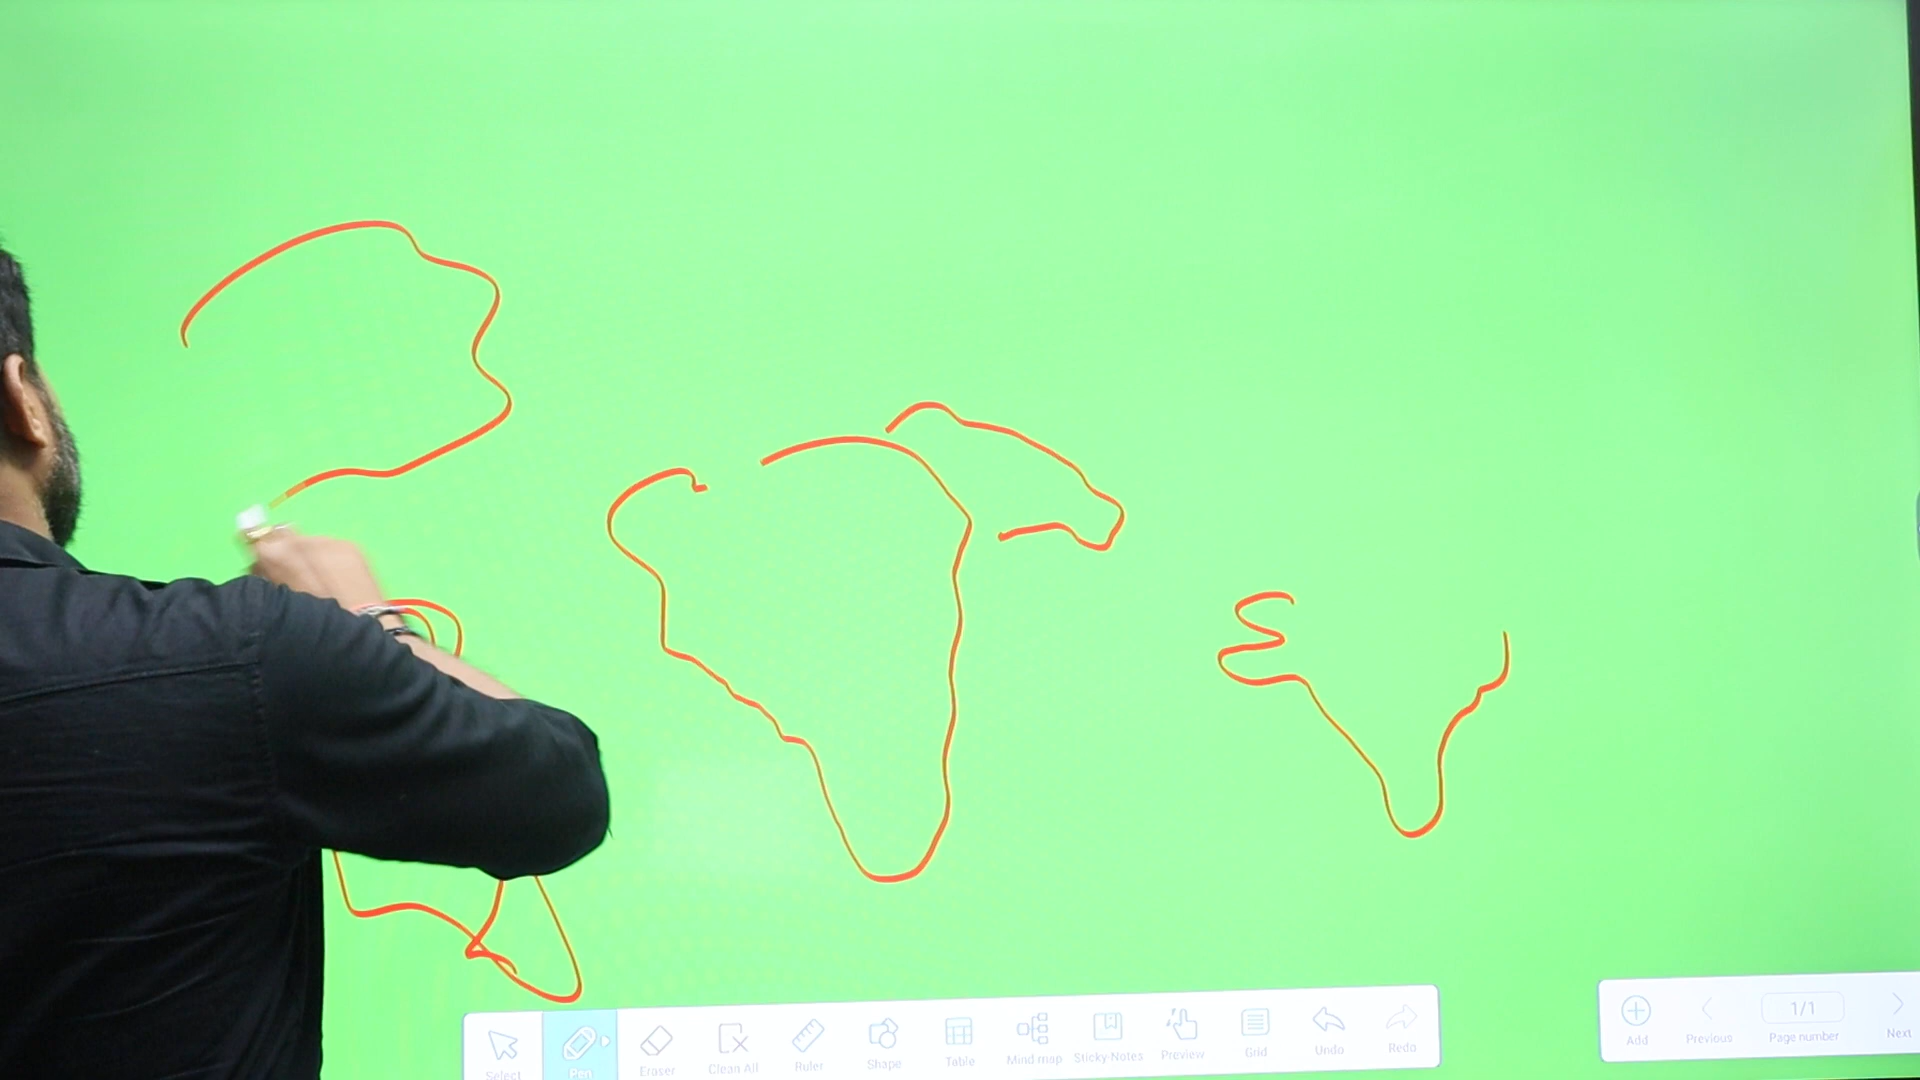 Select
Pen
Eraser
Clean All
Ruler
Shape
Table
Mind map
Sticky-Notes
Preview
Grid
Undo
Redo
Add
Previous
1/1
Page number
Next